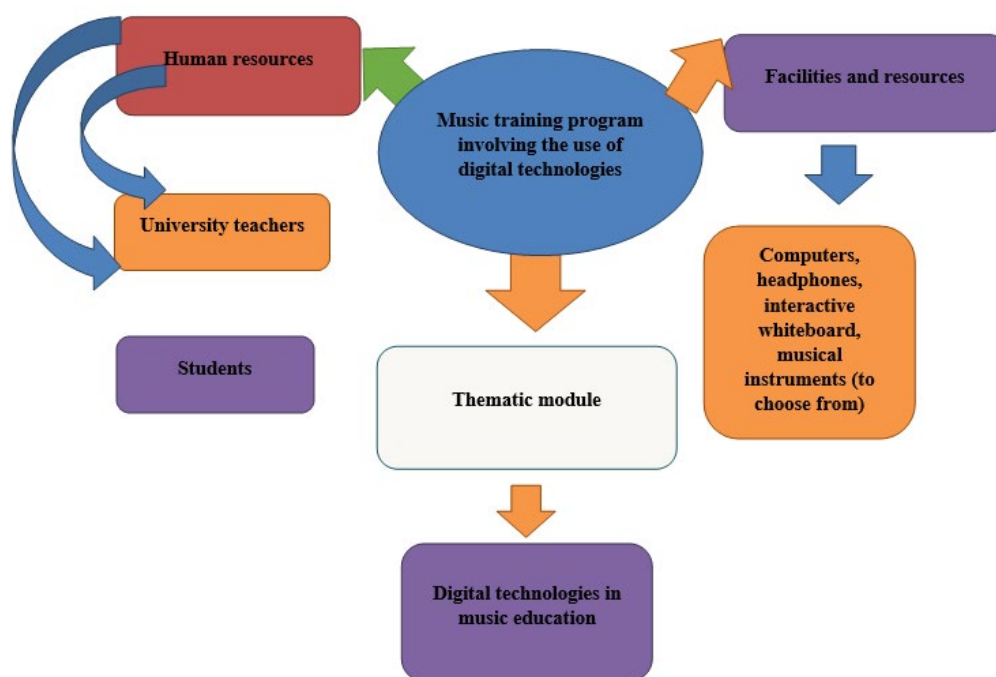 Human resources
Music training program
involving the use of
digital technologies
Facilities and resources
University teachers
Computers,
headphones,
interactive
whiteboard,
musical
instruments (to
choose from)
Students
Thematic module
Digital technologies in
music education